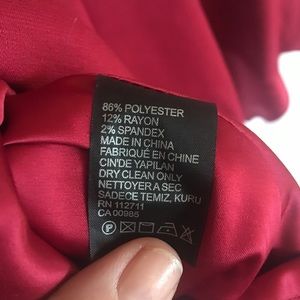 86% POLYESTER
12% RAYON
2% SPANDEX
MADE IN CHINA
FABRIQUÉ EN CHINE
CIN'DE YAPILAN
DRY CLEAN ONLY
NETTOYER A SEC
SADECE TEMIZ, KURU
RN 112711
CA 00985
P